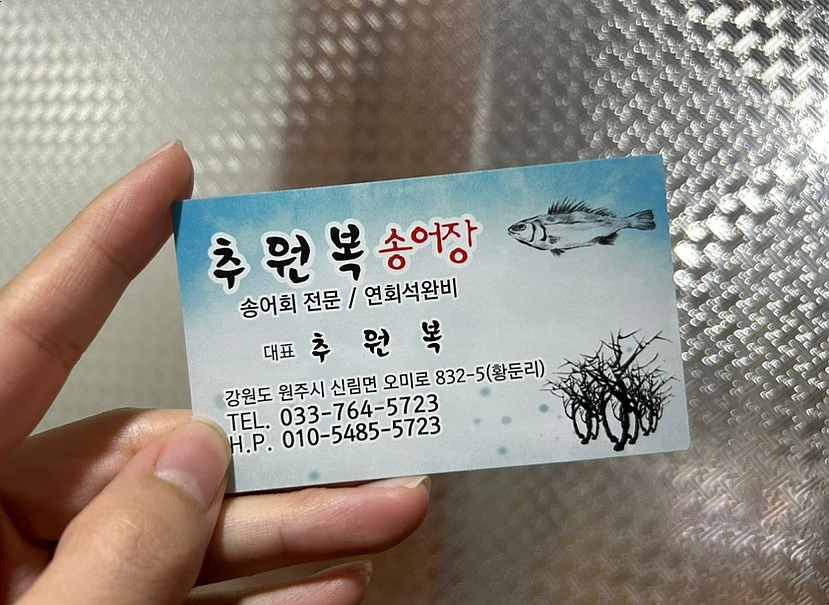 추원복 송어장
송어회 전문 / 연회석완비
대표 추 원 복
강원도 원주시 신림면 오미로 832-5(황둔리)
TEL. 033-764-5723
H.P. 010-5485-5723